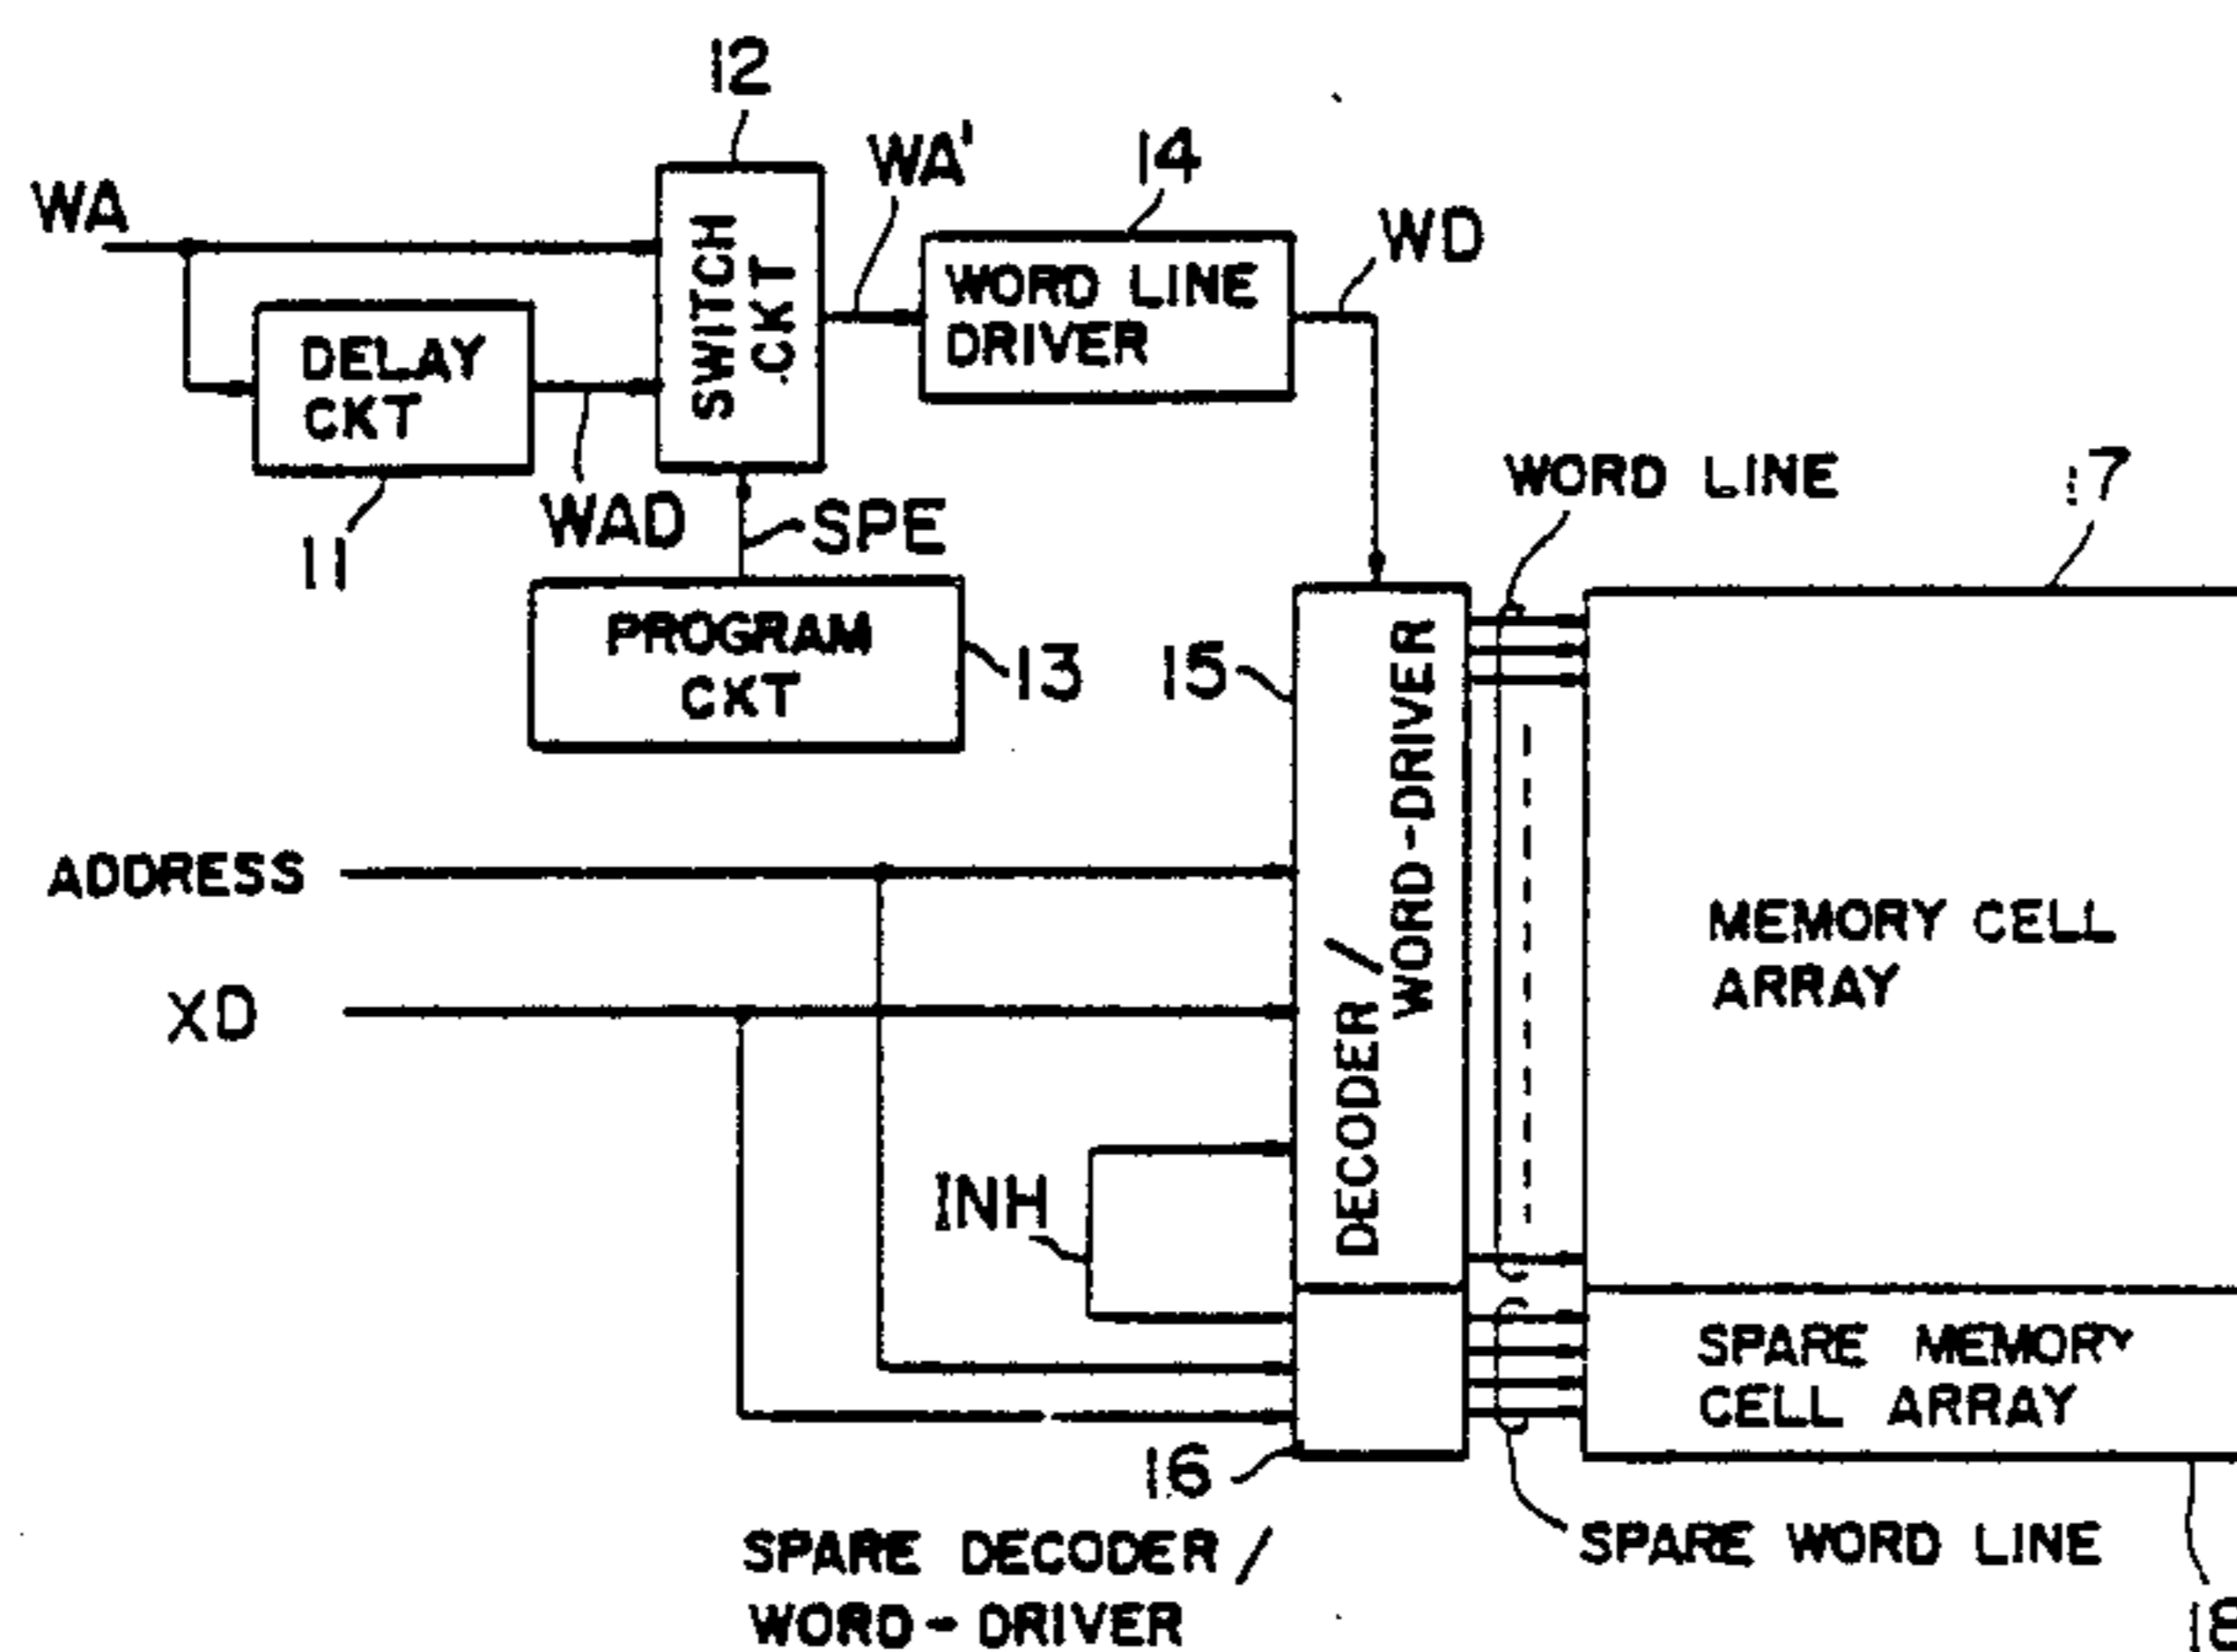 12
WA
WA'
14
WD
SWITCH
.CKT
WORD LINE
DRIVER
DELAY
CKT
11
WAD
SPE
WORD LINE
17
PROGRAM
CKT
13
15
DECODER /
WORD-DRIVER
ADDRESS
XD
MEMORY CELL
ARRAY
INH
SPARE MEMORY
CELL ARRAY
16
SPARE DECODER /
WORD - DRIVER
SPARE WORD LINE
18